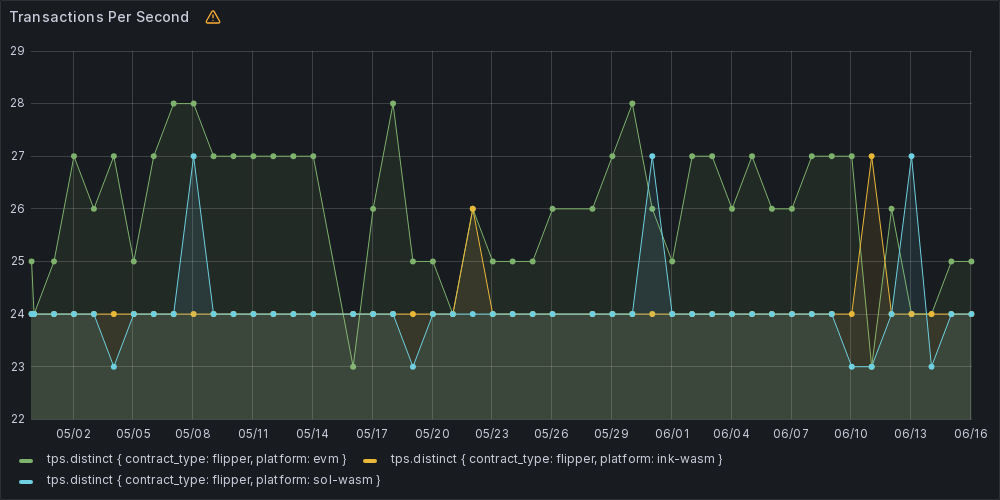 Transactions Per Second
29
28
27
26
25
24
23
22
05/02 05/05 05/08 05/11 05/14 05/17 05/20 05/23 05/26 05/29 06/01 06/04 06/07 06/10 06/13 06/16
tps.distinct { contract_type: flipper, platform: evm } tps.distinct { contract_type: flipper, platform: ink-wasm }
tps.distinct { contract_type: flipper, platform: sol-wasm }